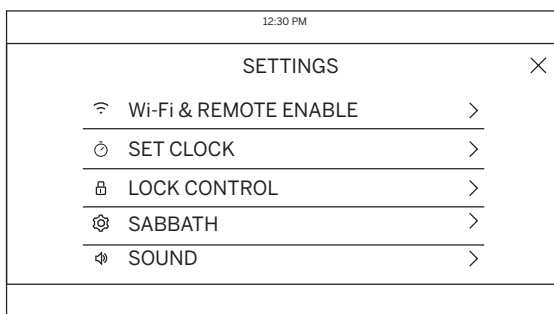 12:30 PM
SETTINGS
Wi-Fi & REMOTE ENABLE
SET CLOCK
LOCK CONTROL
SABBATH
SOUND